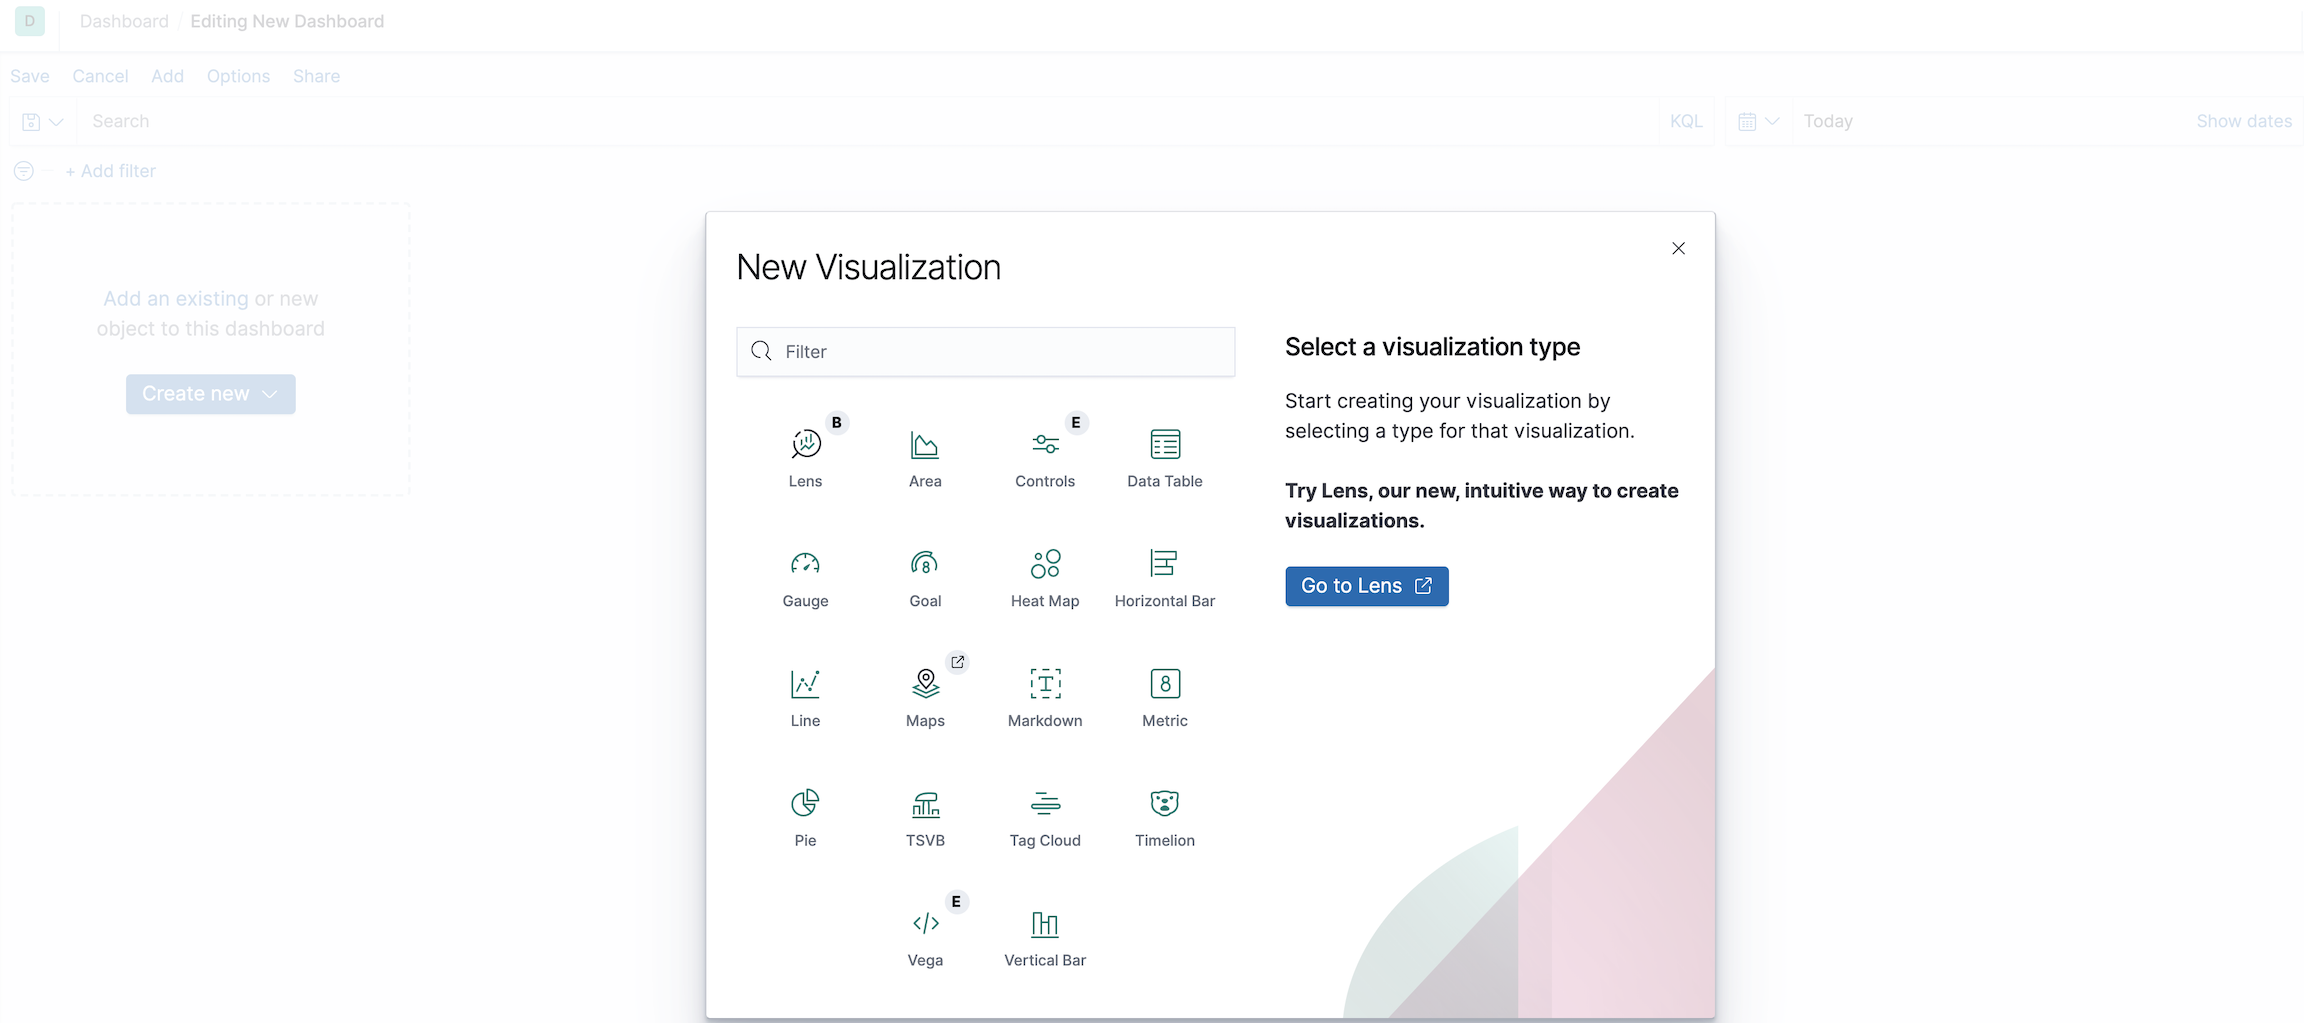 D Dashboard / Editing New Dashboard
Save Cancel Add Options Share
Search KQL Today Show dates
+ Add filter
Add an existing or new
object to this dashboard
Create new
New Visualization
Filter
B E
Lens Area Controls Data Table
Gauge Goal Heat Map Horizontal Bar
8
Line Maps Markdown Metric
Pie TSVB Tag Cloud Timelion
E
Vega Vertical Bar
Select a visualization type
Start creating your visualization by
selecting a type for that visualization.
Try Lens, our new, intuitive way to create
visualizations.
Go to Lens